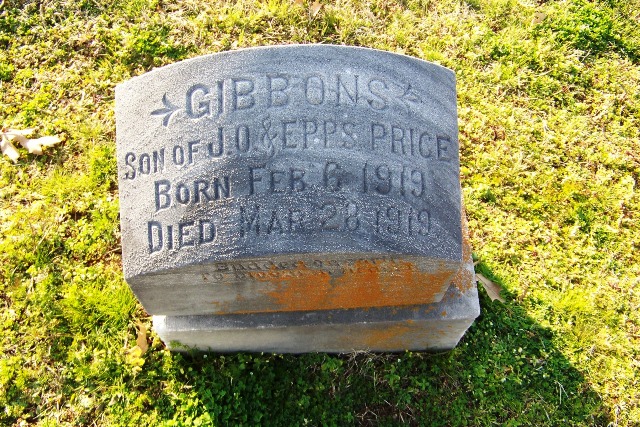 GIBBONS
SON OF J.O. & EPPS PRICE
BORN FEB 6 1919
DIED MAR 28 1919